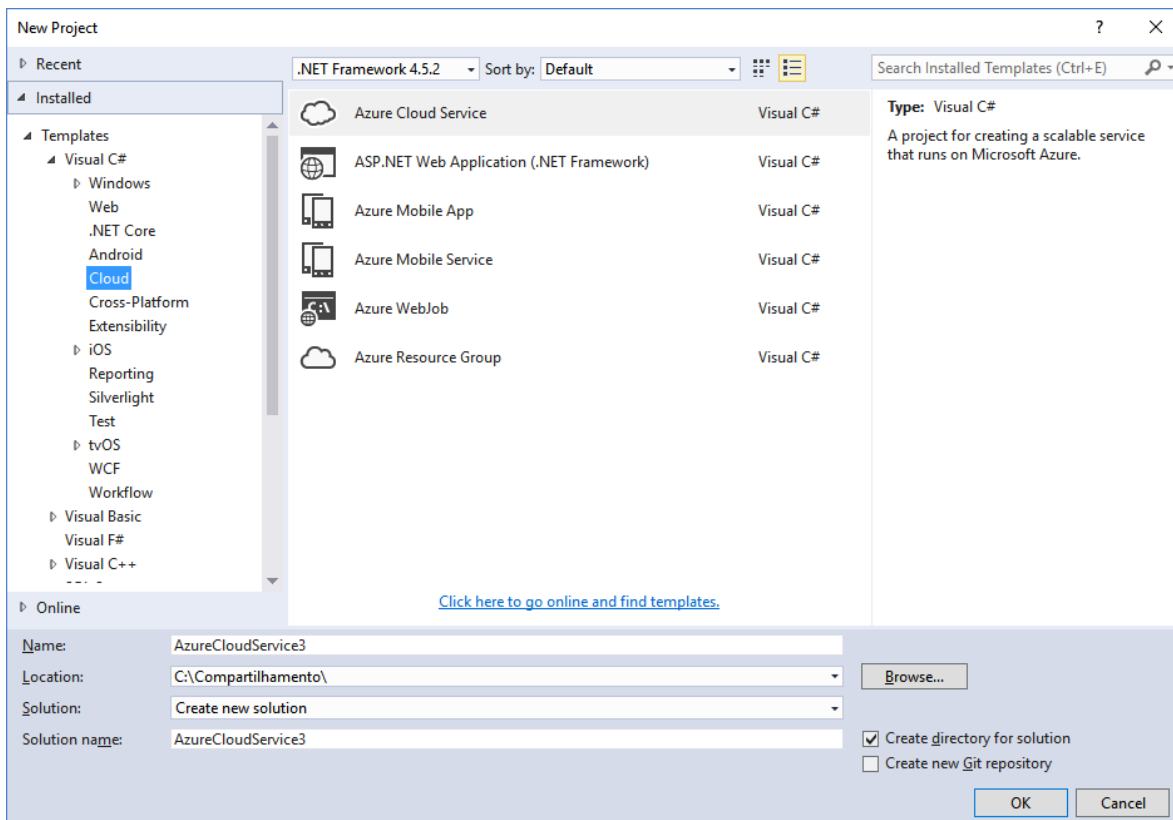 New Project
?
Recent
.NET Framework 4.5.2
Sort by:
Default
Search Installed Templates (Ctrl+E)
Installed
Templates
Visual C#
Windows
Web
.NET Core
Android
Cloud
Cross-Platform
Extensibility
iOS
Reporting
Silverlight
Test
tvOS
WCF
Workflow
Visual Basic
Visual F#
Visual C++
Online
Azure Cloud Service Visual C#
ASP.NET Web Application (.NET Framework) Visual C#
Azure Mobile App Visual C#
Azure Mobile Service Visual C#
C:\
Azure WebJob Visual C#
Azure Resource Group Visual C#
Click here to go online and find templates.
Type: Visual C#
A project for creating a scalable service
that runs on Microsoft Azure.
Name: AzureCloudService3
Location: C:\Compartilhamento\
Browse...
Solution: Create new solution
Solution name: AzureCloudService3
Create directory for solution
Create new Git repository
OK
Cancel